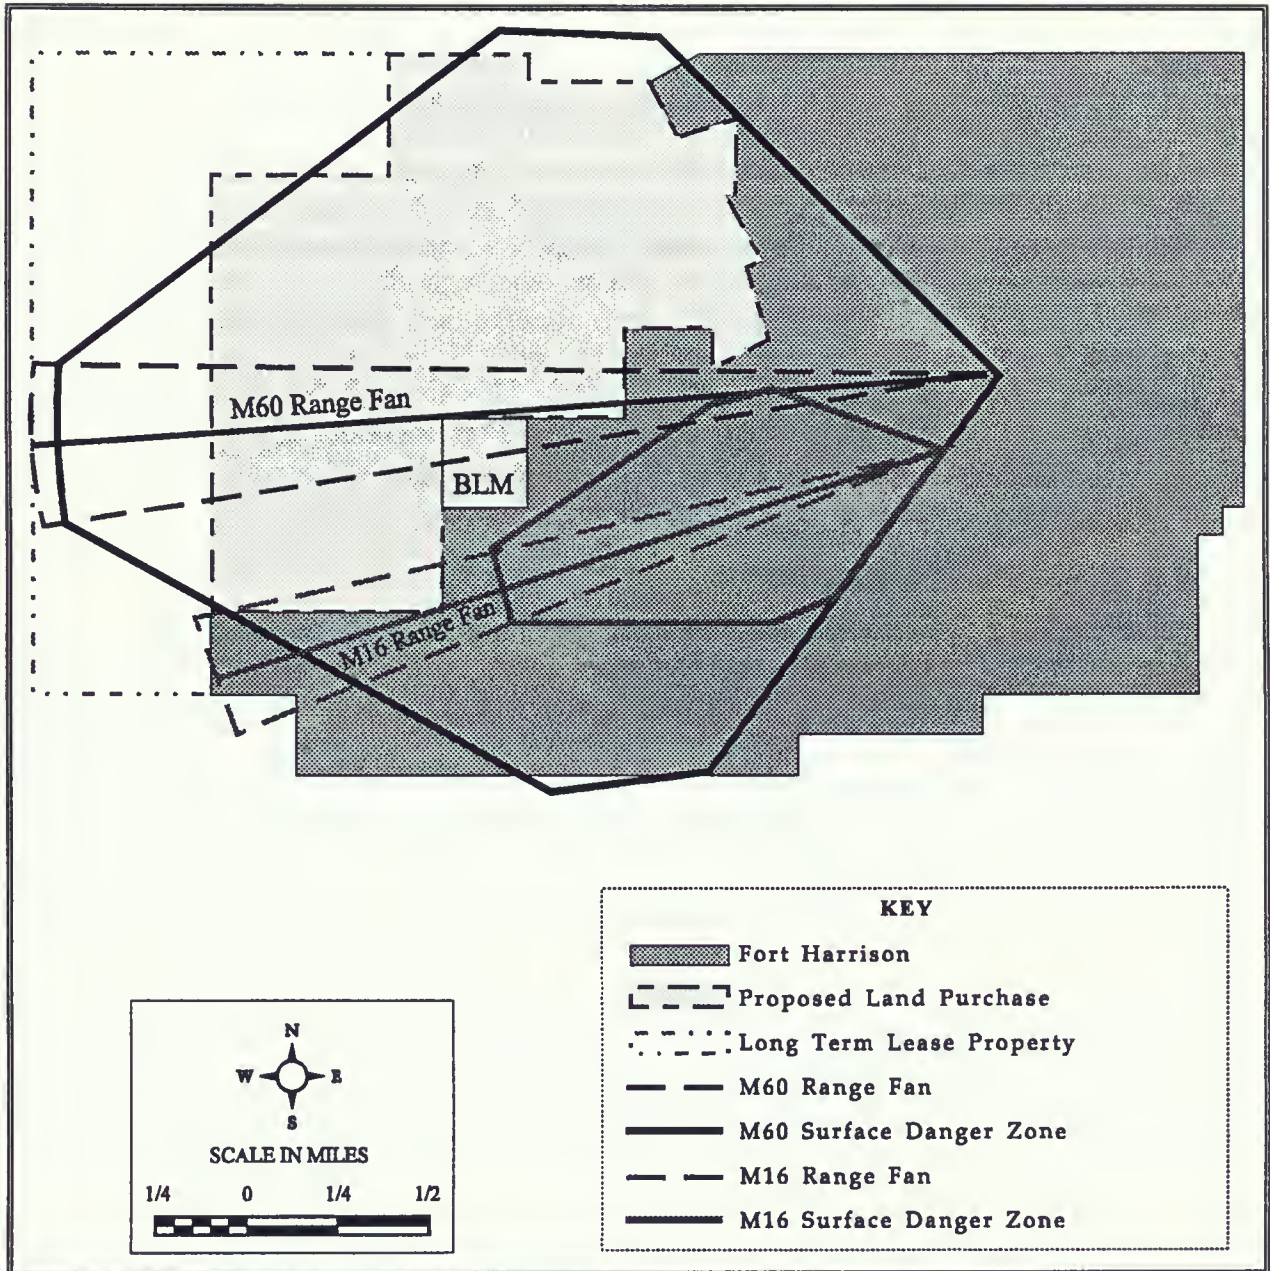 M60 Range Fan
BLM
M16 Range Fan
KEY
Fort Harrison
Proposed Land Purchase
Long Term Lease Property
M60 Range Fan
M60 Surface Danger Zone
M16 Range Fan
M16 Surface Danger Zone
N
W E
S
SCALE IN MILES
1/4 0 1/4 1/2